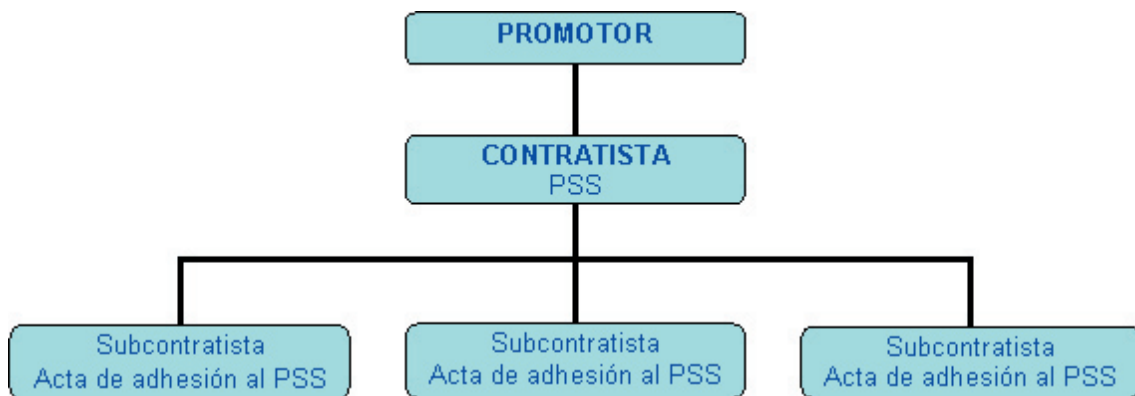 PROMOTOR
CONTRATISTA
PSS
Subcontratista
Acta de adhesión al PSS
Subcontratista
Acta de adhesión al PSS
Subcontratista
Acta de adhesión al PSS